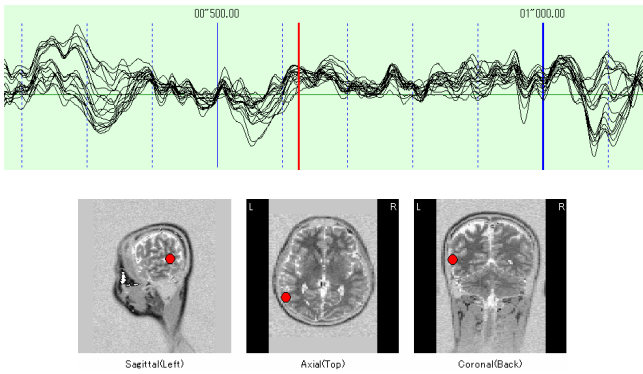 00"500.00
01"000.00
L
R
L
R
Sagittal(Left)
Axial(Top)
Coronal(Back)